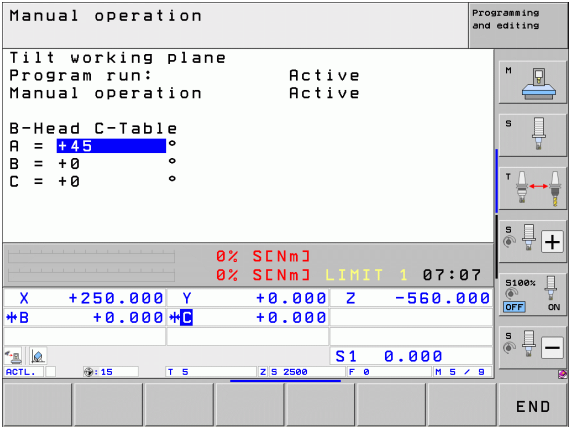 Manual operation
Programming
and editing
Tilt working plane
Program run: Active
Manual operation Active
B-Head C-Table
A = +45 °
B = +0 °
C = +0 °
0% S[Nm]
0% S[Nm] LIMIT 1 07:07
X +250.000 Y +0.000 Z -560.000
B +0.000 C +0.000
S1 0.000
ACTL. : 15 T 5 Z S 2500 F 0 M 5 / 9
M
S
T
S
+
S100%
OFF ON
S
−
END